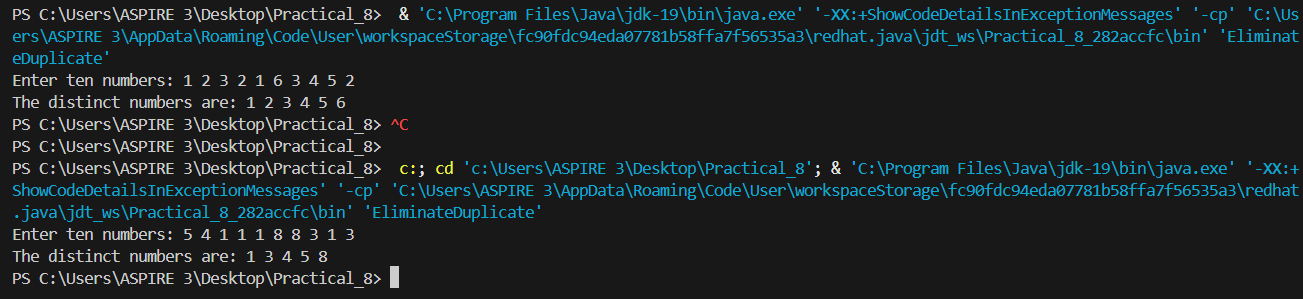 PS C:\Users\ASPIRE 3\Desktop\Practical_8>  & 'C:\Program Files\Java\jdk-19\bin\java.exe' '-XX:+ShowCodeDetailsInExceptionMessages' '-cp' 'C:\Us
ers\ASPIRE 3\AppData\Roaming\Code\User\workspaceStorage\fc90fdc94eda07781b58ffa7f56535a3\redhat.java\jdt_ws\Practical_8_282accfc\bin' 'Eliminat
eDuplicate'
Enter ten numbers: 1 2 3 2 1 6 3 4 5 2
The distinct numbers are: 1 2 3 4 5 6
PS C:\Users\ASPIRE 3\Desktop\Practical_8> ^C
PS C:\Users\ASPIRE 3\Desktop\Practical_8>
PS C:\Users\ASPIRE 3\Desktop\Practical_8>  c:; cd 'c:\Users\ASPIRE 3\Desktop\Practical_8'; & 'C:\Program Files\Java\jdk-19\bin\java.exe' '-XX:+
ShowCodeDetailsInExceptionMessages' '-cp' 'C:\Users\ASPIRE 3\AppData\Roaming\Code\User\workspaceStorage\fc90fdc94eda07781b58ffa7f56535a3\redhat
.java\jdt_ws\Practical_8_282accfc\bin' 'EliminateDuplicate'
Enter ten numbers: 5 4 1 1 1 8 8 3 1 3
The distinct numbers are: 1 3 4 5 8
PS C:\Users\ASPIRE 3\Desktop\Practical_8>